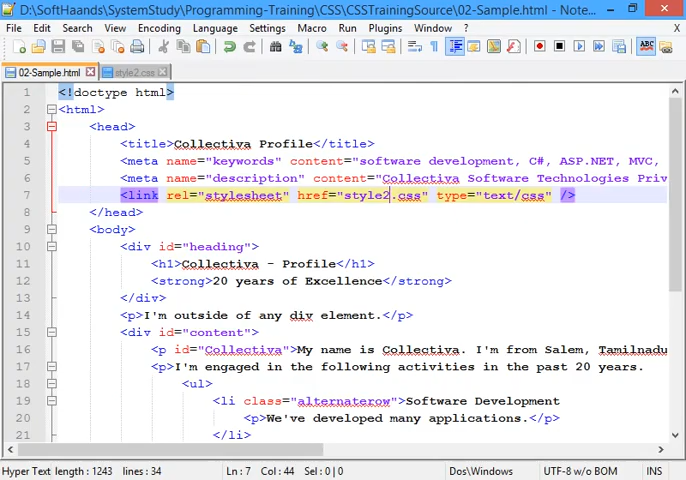 D:\SoftHaands\SystemStudy\Programming-Training\CSS\CSSTrainingSource\02-Sample.html - Note...
File Edit Search View Encoding Language Settings Macro Run Plugins Window ? X
02-Sample.html style2.css
1 <!doctype html>
2 <html>
3 <head>
4 <title>Collectiva Profile</title>
5 <meta name="keywords" content="software development, C#, ASP.NET, MVC,
6 <meta name="description" content="Collectiva Software Technologies Priv
7 <link rel="stylesheet" href="style2.css" type="text/css" />
8 </head>
9 <body>
10 <div id="heading">
11 <h1>Collectiva - Profile</h1>
12 <strong>20 years of Excellence</strong>
13 </div>
14 <p>I'm outside of any div element.</p>
15 <div id="content">
16 <p id="Collectiva">My name is Collectiva. I'm from Salem, Tamilnadu
17 <p>I'm engaged in the following activities in the past 20 years.
18 <ul>
19 <li class="alternaterow">Software Development
20 <p>We've developed many applications.</p>
21 </li>
Hyper Text length : 1243 lines : 34 Ln : 7 Col : 44 Sel : 0 | 0 Dos\Windows UTF-8 w/o BOM INS